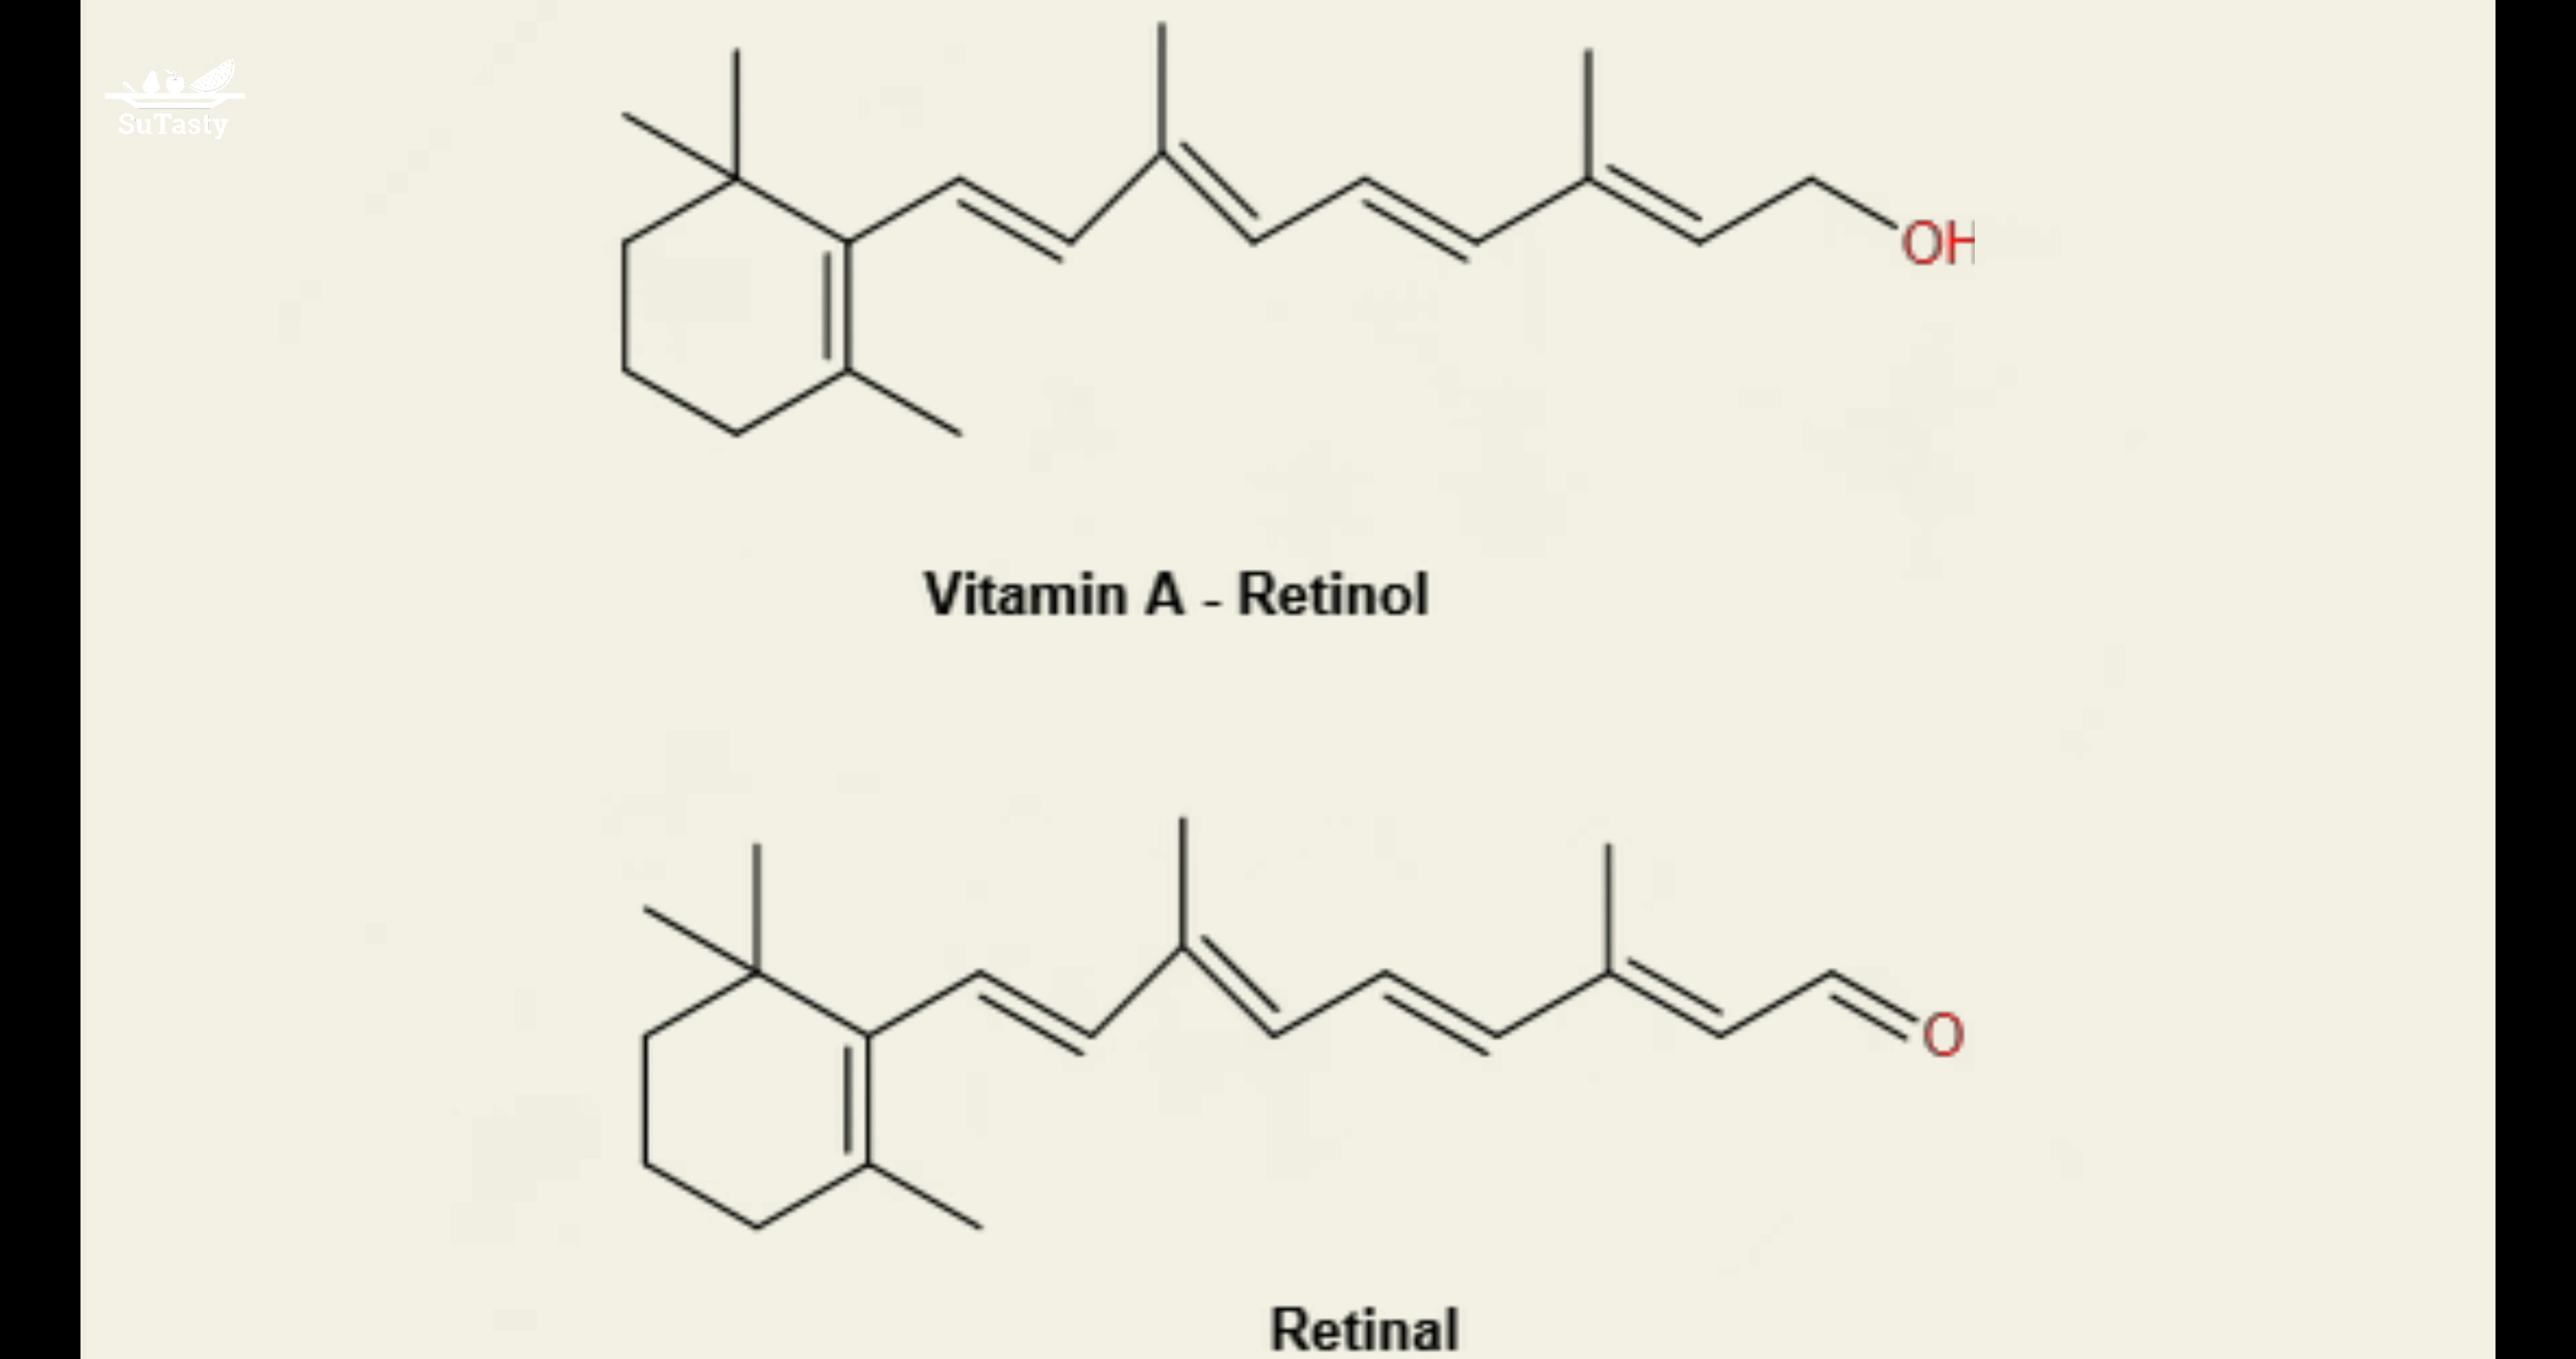 SuTasty
OH
Vitamin A - Retinol
O
Retinal